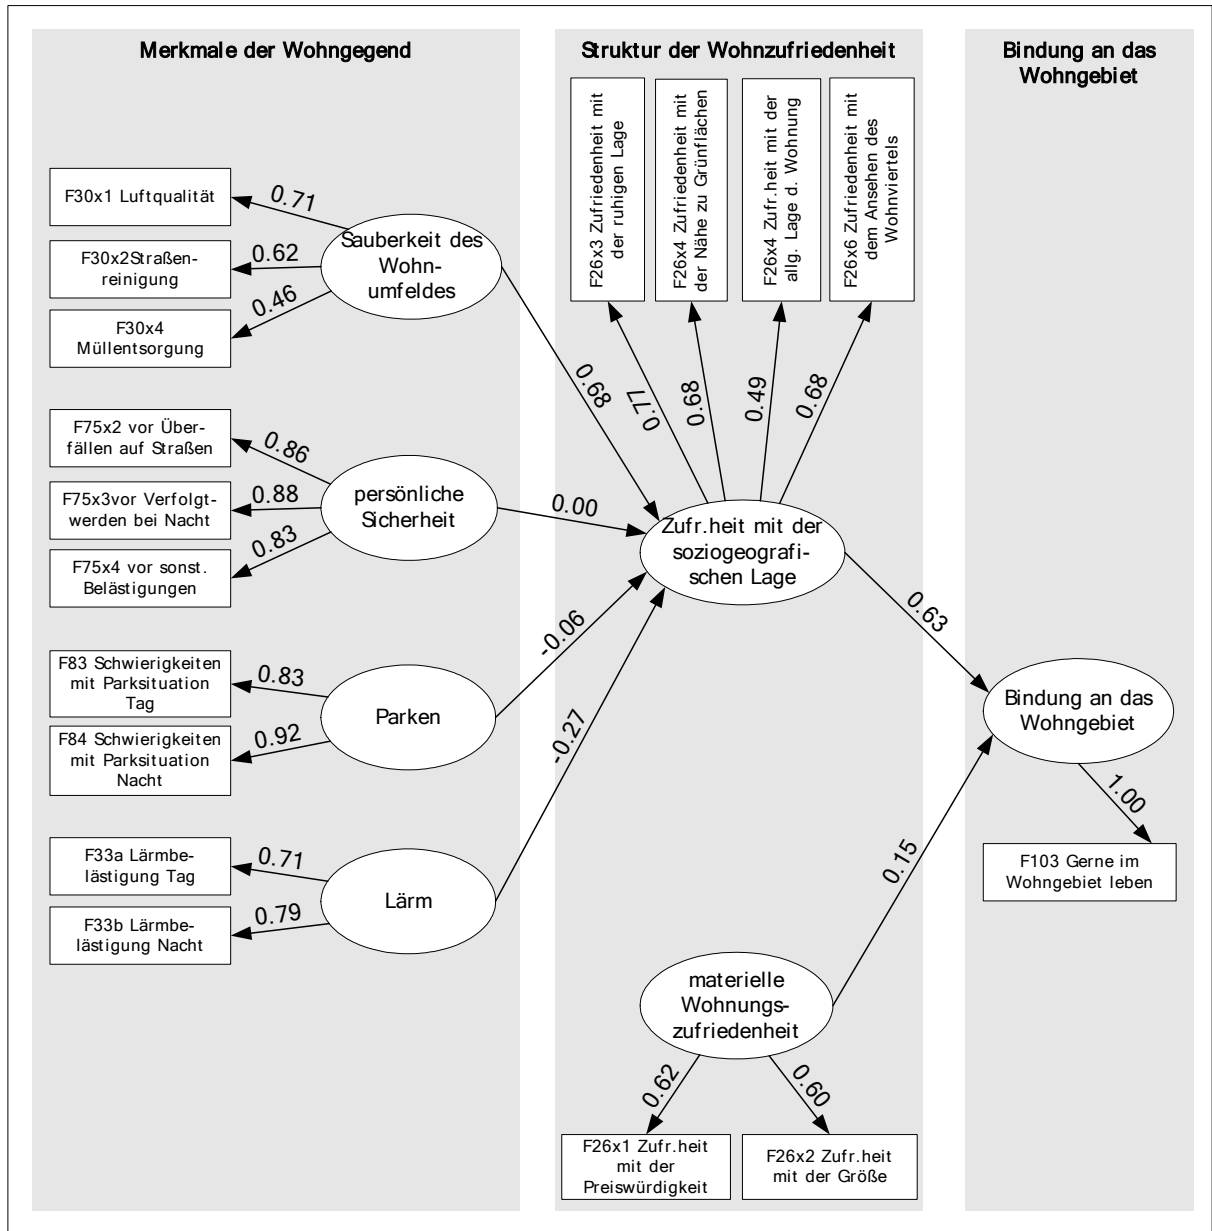 Merkmale der Wohngegend
F30x1 Luftqualität
0.71
F30x2Straßen-
reinigung
0.62
F30x4
Müllentsorgung
0.46
Sauberkeit des
Wohn-
umfeldes
0.68
F75x2 vor Über-
fällen auf Straßen
0.86
F75x3vor Verfolgt-
werden bei Nacht
0.88
F75x4 vor sonst.
Belästigungen
0.83
persönliche
Sicherheit
0.00
F83 Schwierigkeiten
mit Parksituation
Tag
0.83
F84 Schwierigkeiten
mit Parksituation
Nacht
0.92
Parken
-0.06
F33a Lärmbe-
lästigung Tag
0.71
F33b Lärmbe-
lästigung Nacht
0.79
Lärm
-0.27
Struktur der Wohnzufriedenheit
F26x3 Zufriedenheit mit
der ruhigen Lage
F26x4 Zufriedenheit mit
der Nähe zu Grünflächen
F26x4 Zufr.heit mit der
allg. Lage d. Wohnung
F26x6 Zufriedenheit mit
dem Ansehen des
Wohnviertels
0.77
0.68
0.49
0.68
Zufr.heit mit der
soziogeografi-
schen Lage
0.63
materielle
Wohnungs-
zufriedenheit
0.15
0.62
0.60
F26x1 Zufr.heit
mit der
Preiswürdigkeit
F26x2 Zufr.heit
mit der Größe
Bindung an das
Wohngebiet
Bindung an das
Wohngebiet
1.00
F103 Gerne im
Wohngebiet leben